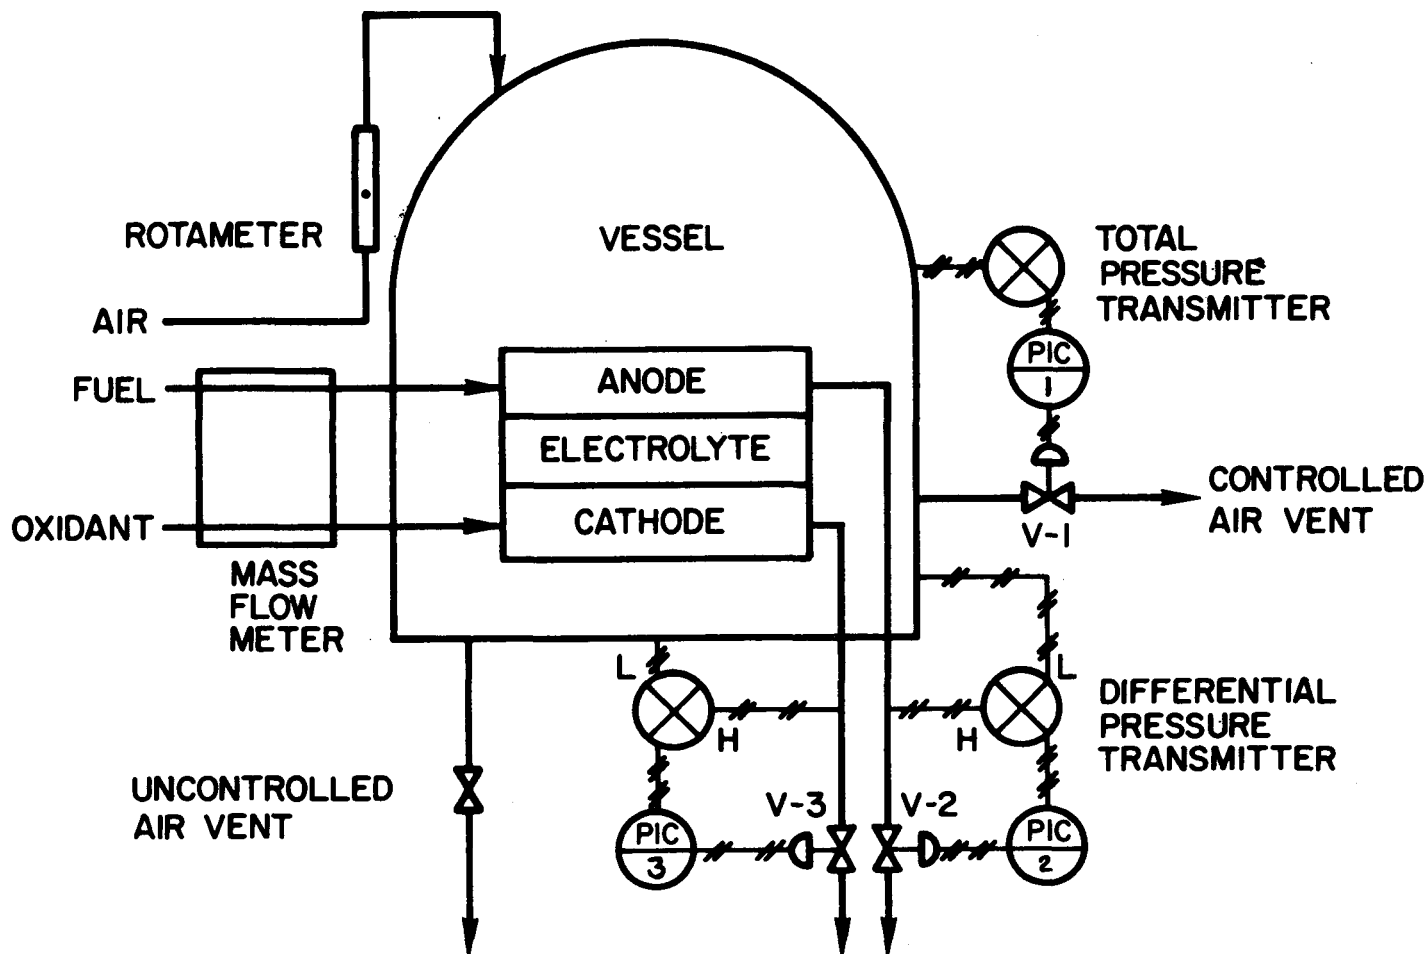 ROTAMETER
VESSEL
TOTAL
PRESSURE
TRANSMITTER
AIR
FUEL
ANODE
PIC
1
ELECTROLYTE
OXIDANT
CATHODE
CONTROLLED
AIR VENT
V-1
MASS
FLOW
METER
L
H
L
H
DIFFERENTIAL
PRESSURE
TRANSMITTER
UNCONTROLLED
AIR VENT
V-3
V-2
PIC
3
PIC
2